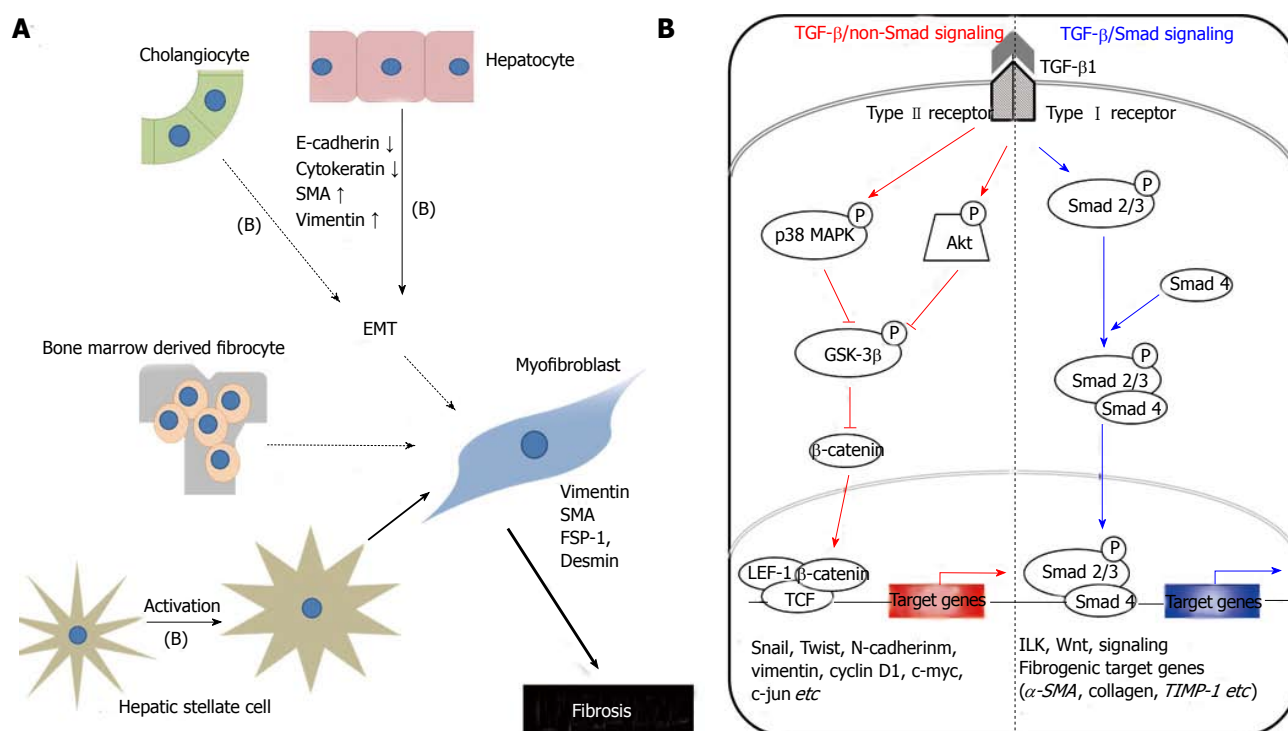 A
Cholangiocyte
Hepatocyte
E-cadherin ↓
Cytokeratin ↓
SMA ↑
Vimentin ↑
(B)
(B)
EMT
Bone marrow derived fibrocyte
Myofibroblast
Vimentin
SMA
FSP-1,
Desmin
Activation
(B)
Hepatic stellate cell
Fibrosis
B
TGF-β/non-Smad signaling
TGF-β/Smad signaling
TGF-β1
Type Ⅱ receptor
Type Ⅰ receptor
P
p38 MAPK
P
Akt
P
Smad 2/3
Smad 4
P
GSK-3β
P
Smad 2/3
Smad 4
β-catenin
LEF-1
β-catenin
TCF
Target genes
P
Smad 2/3
Smad 4
Target genes
Snail, Twist, N-cadherinm,
vimentin, cyclin D1, c-myc,
c-jun etc
ILK, Wnt, signaling
Fibrogenic target genes
(α-SMA, collagen, TIMP-1 etc)